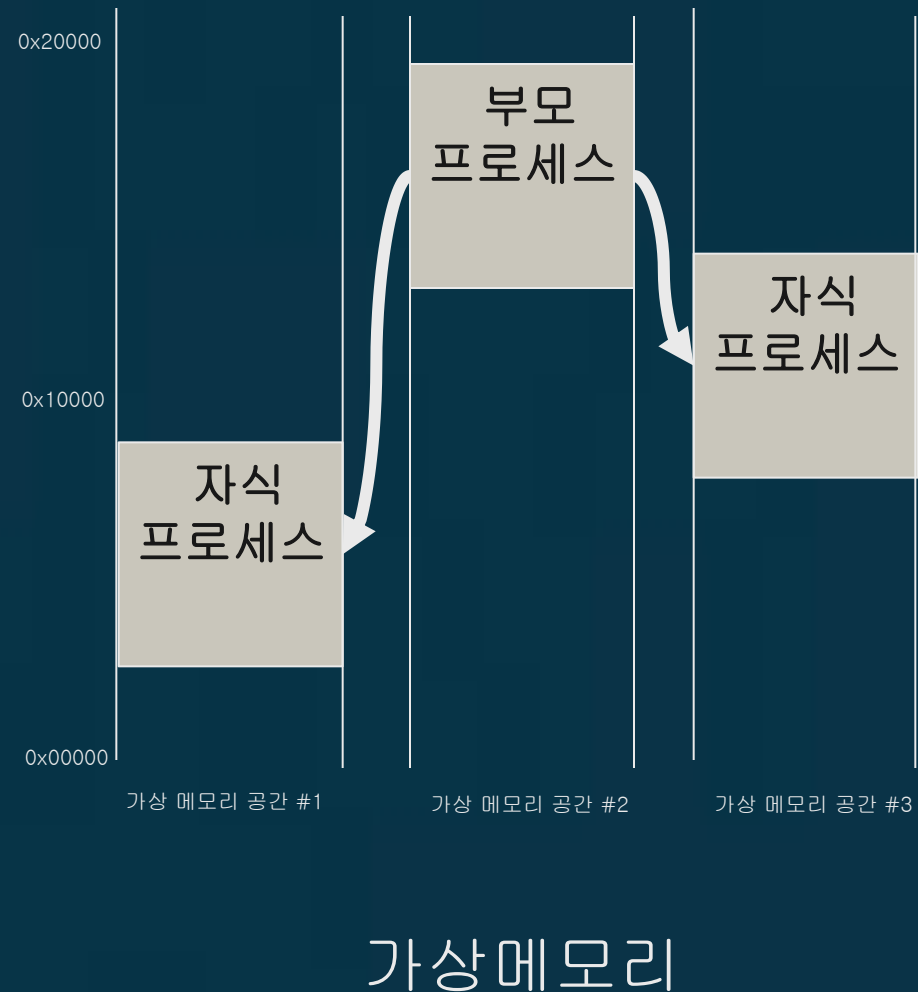 0x20000
부모
프로세스
자식
프로세스
0x10000
자식
프로세스
0x00000
가상 메모리 공간 #1
가상 메모리 공간 #2
가상 메모리 공간 #3
가상메모리